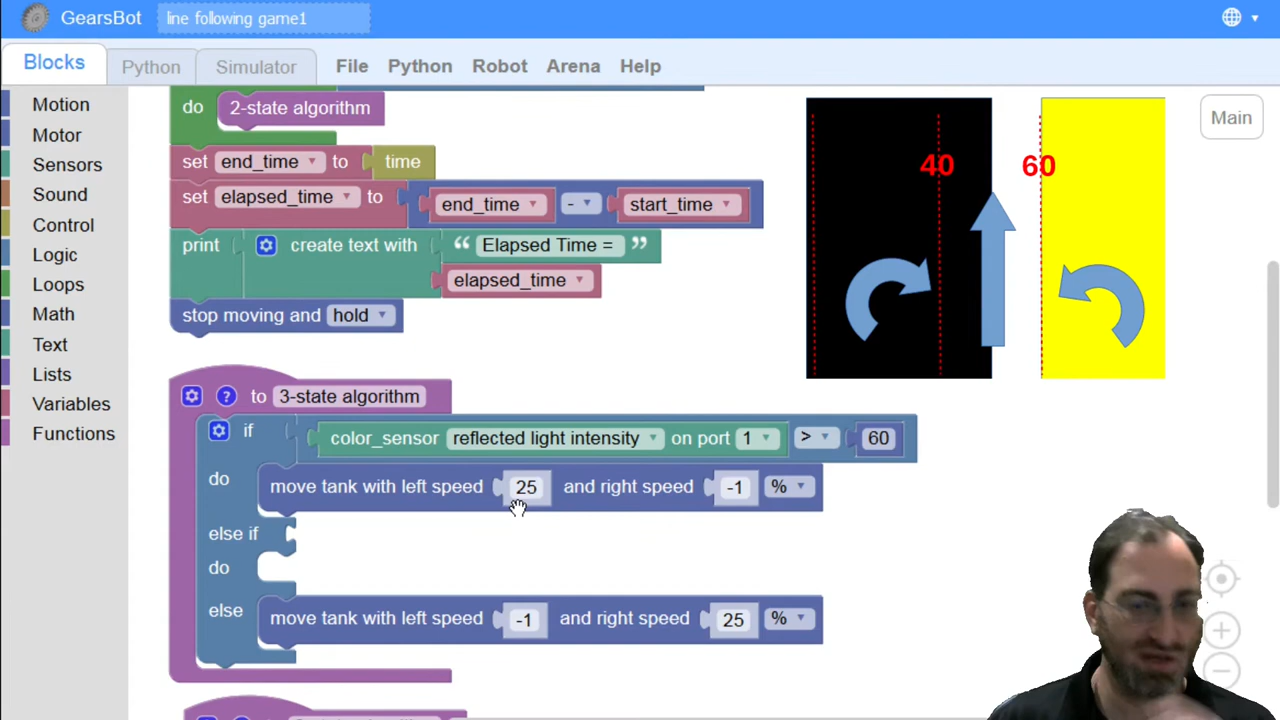 GearsBot
line following game1
Blocks
Python
Simulator
File
Python
Robot
Arena
Help
Motion
Motor
Sensors
Sound
Control
Logic
Loops
Math
Text
Lists
Variables
Functions
do 2-state algorithm
set end_time to time
set elapsed_time to end_time - start_time
print create text with “ Elapsed Time = ”
elapsed_time
stop moving and hold
? to 3-state algorithm
if color_sensor reflected light intensity on port 1 > 60
do move tank with left speed 25 and right speed -1 %
else if
do
else move tank with left speed -1 and right speed 25 %
40
60
Main